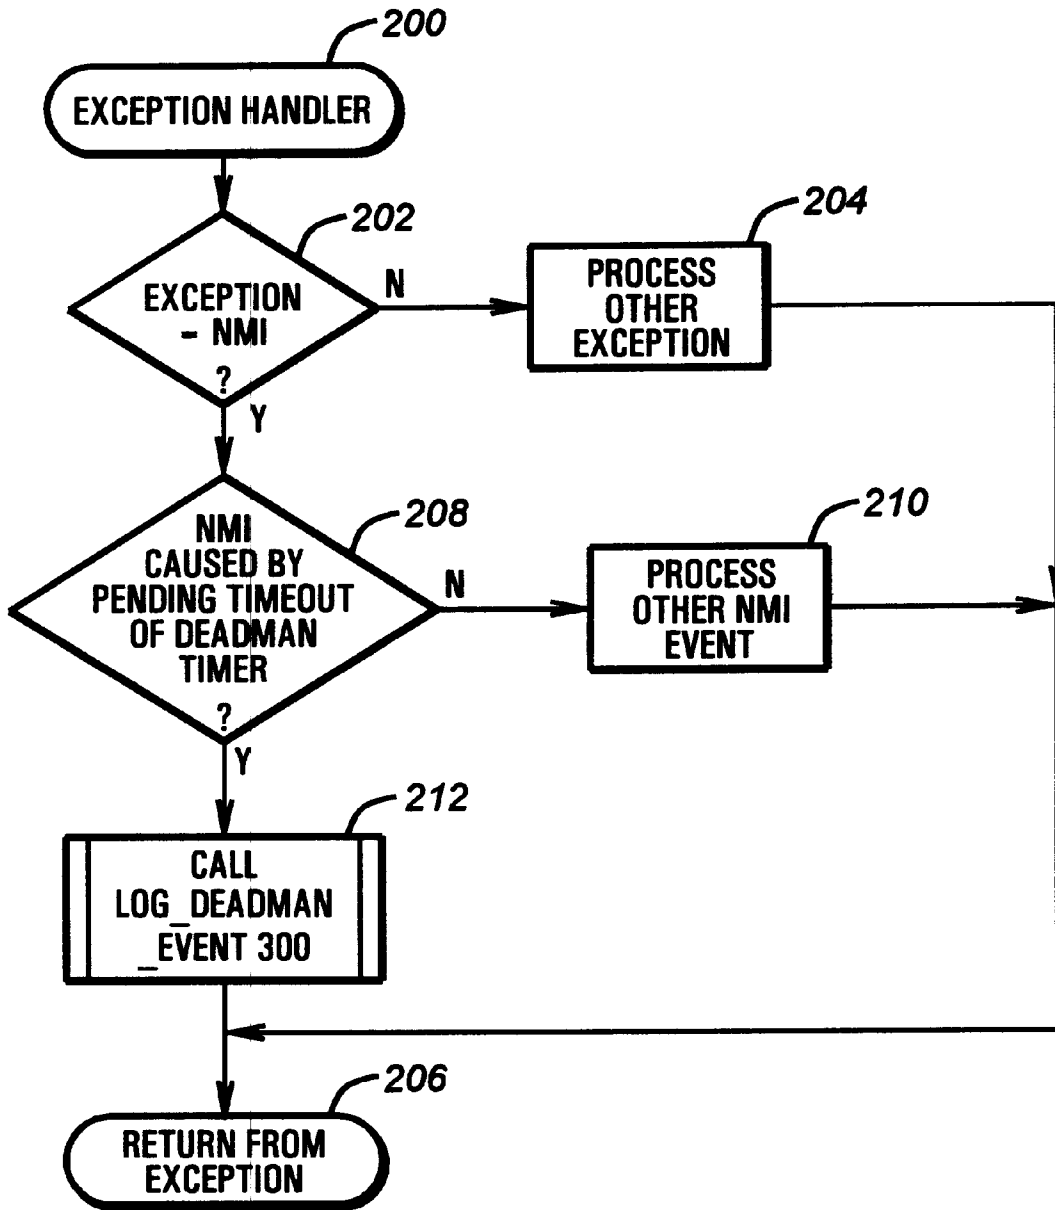 200
EXCEPTION HANDLER
202
EXCEPTION
= NMI
?
N
Y
204
PROCESS
OTHER
EXCEPTION
208
NMI
CAUSED BY
PENDING TIMEOUT
OF DEADMAN
TIMER
?
N
Y
210
PROCESS
OTHER NMI
EVENT
212
CALL
LOG_DEADMAN
_EVENT 300
206
RETURN FROM
EXCEPTION